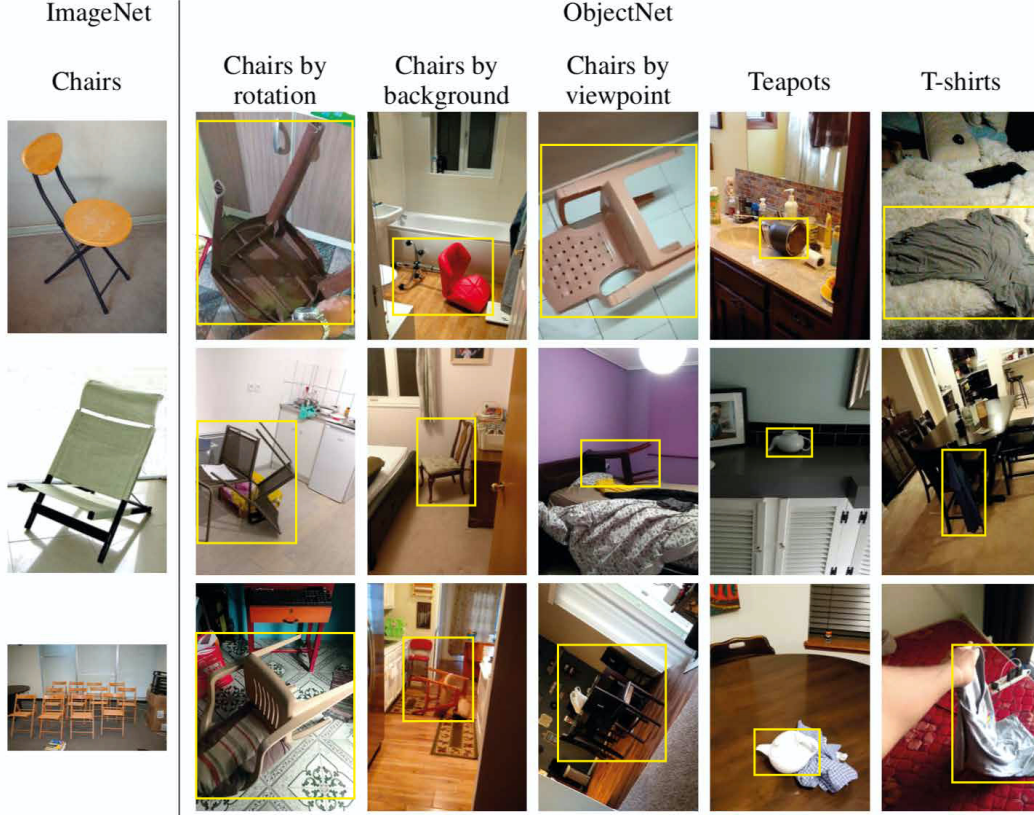 ImageNet
ObjectNet
Chairs
Chairs by
rotation
Chairs by
background
Chairs by
viewpoint
Teapots
T-shirts